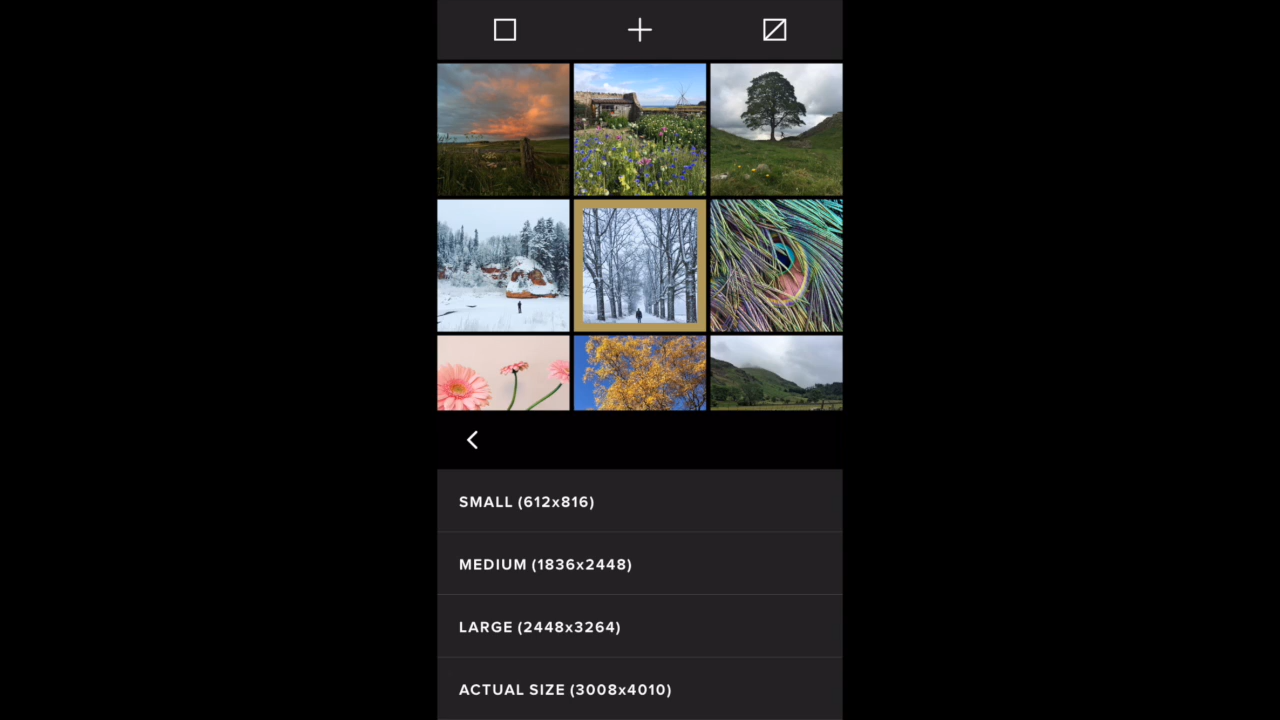 SMALL (612x816)
MEDIUM (1836x2448)
LARGE (2448x3264)
ACTUAL SIZE (3008x4010)